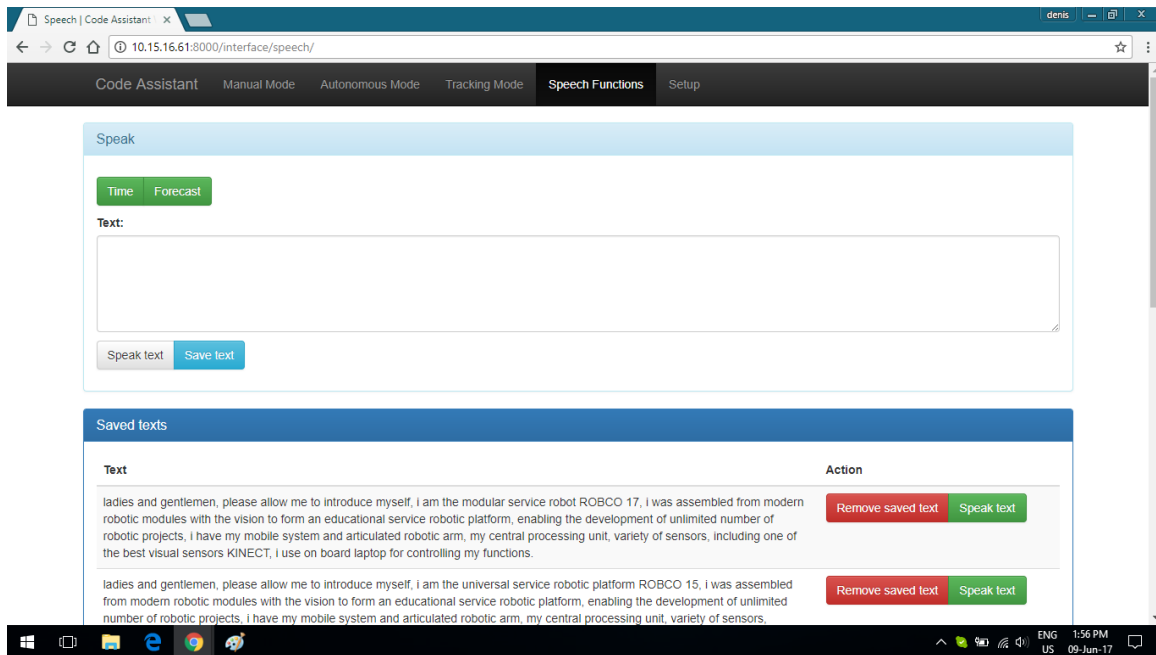 Speech | Code Assistant
denis
10.15.16.61:8000/interface/speech/
Code Assistant Manual Mode Autonomous Mode Tracking Mode Speech Functions Setup
Speak
Time Forecast
Text:
Speak text Save text
Saved texts
Text Action
ladies and gentlemen, please allow me to introduce myself, i am the modular service robot ROBCO 17, i was assembled from modern
robotic modules with the vision to form an educational service robotic platform, enabling the development of unlimited number of
robotic projects, i have my mobile system and articulated robotic arm, my central processing unit, variety of sensors, including one of
the best visual sensors KINECT, i use on board laptop for controlling my functions.
Remove saved text Speak text
ladies and gentlemen, please allow me to introduce myself, i am the universal service robotic platform ROBCO 15, i was assembled
from modern robotic modules with the vision to form an educational service robotic platform, enabling the development of unlimited
number of robotic projects, i have my mobile system and articulated robotic arm, my central processing unit, variety of sensors,
Remove saved text Speak text
ENG 1:56 PM
US 09-Jun-17